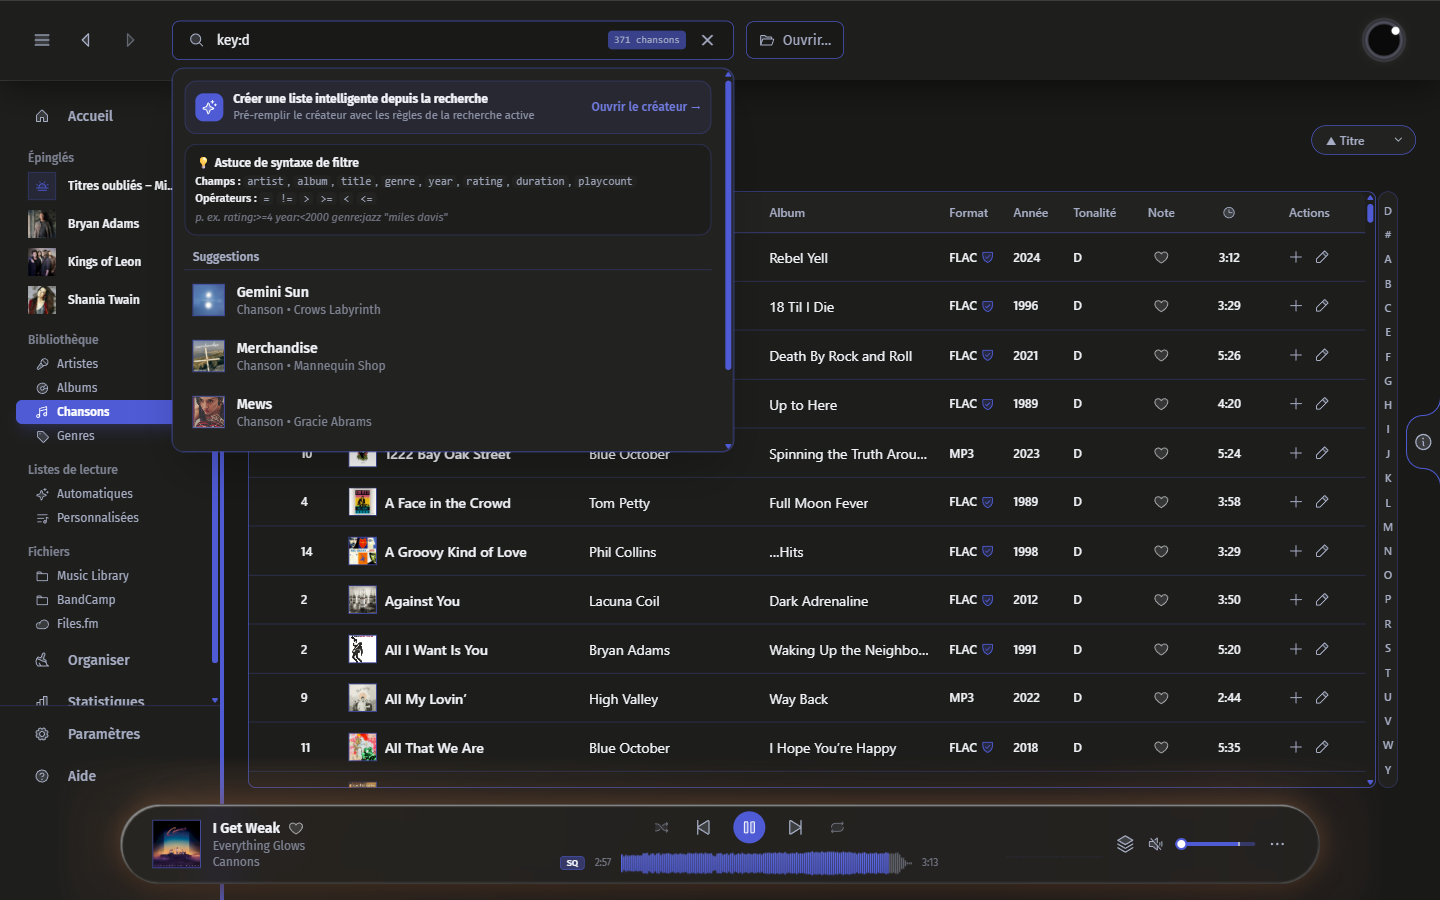 key:d
371 chansons
Ouvrir...
Créer une liste intelligente depuis la recherche
Pré-remplir le créateur avec les règles de la recherche active
Ouvrir le créateur →
Astuce de syntaxe de filtre
Champs : artist , album , title , genre , year , rating , duration , playcount
Opérateurs : = != > >= < <=
p. ex. rating:>=4 year:<2000 genre:jazz "miles davis"
Suggestions
Gemini Sun
Chanson • Crows Labyrinth
Merchandise
Chanson • Mannequin Shop
Mews
Chanson • Gracie Abrams
Accueil
Épinglés
Titres oubliés – Mi...
Bryan Adams
Kings of Leon
Shania Twain
Bibliothèque
Artistes
Albums
Chansons
Genres
Listes de lecture
Automatiques
Personnalisées
Fichiers
Music Library
BandCamp
Files.fm
Organiser
Statistiques
Paramètres
Aide
▲ Titre
Album Format Année Tonalité Note Actions
Rebel Yell FLAC 2024 D 3:12
18 Til I Die FLAC 1996 D 3:29
Death By Rock and Roll FLAC 2021 D 5:26
Up to Here FLAC 1989 D 4:20
10 1222 Bay Oak Street Blue October Spinning the Truth Arou... MP3 2023 D 5:24
4 A Face in the Crowd Tom Petty Full Moon Fever FLAC 1989 D 3:58
14 A Groovy Kind of Love Phil Collins ...Hits FLAC 1998 D 3:29
2 Against You Lacuna Coil Dark Adrenaline FLAC 2012 D 3:50
2 All I Want Is You Bryan Adams Waking Up the Neighbo... FLAC 1991 D 5:20
9 All My Lovin' High Valley Way Back MP3 2022 D 2:44
11 All That We Are Blue October I Hope You're Happy FLAC 2018 D 5:35
D
#
A
B
C
E
F
G
H
I
J
K
L
M
N
O
P
R
S
T
U
V
W
Y
I Get Weak
Everything Glows
Cannons
SQ 2:57 3:13